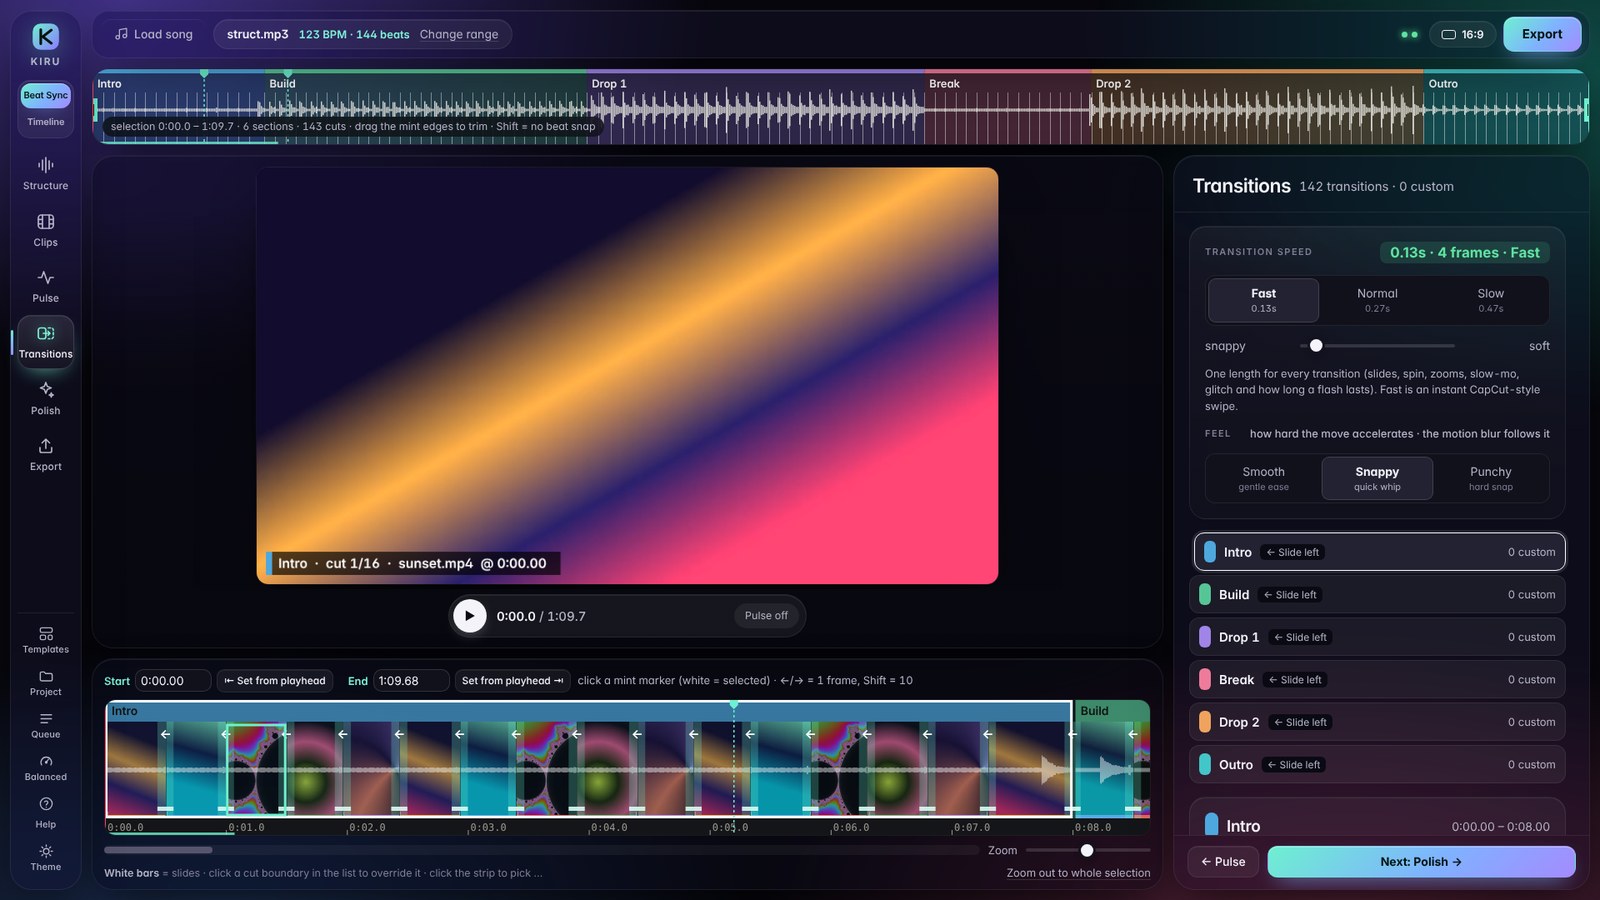 Load song
struct.mp3 123 BPM · 144 beats Change range
16:9
Export
KIRU
Beat Sync
Timeline
Structure
Clips
Pulse
Transitions
Polish
Export
Templates
Project
Queue
Balanced
Help
Theme
Intro
Build
Drop 1
Break
Drop 2
Outro
selection 0:00.0 – 1:09.7 · 6 sections · 143 cuts · drag the mint edges to trim · Shift = no beat snap
Intro · cut 1/16 · sunset.mp4 @ 0:00.00
0:00.0 / 1:09.7
Pulse off
Start 0:00.00 ⇤ Set from playhead End 1:09.68 Set from playhead ⇥ click a mint marker (white = selected) · ←/→ = 1 frame, Shift = 10
Intro
Build
0:00.0 0:01.0 0:02.0 0:03.0 0:04.0 0:05.0 0:06.0 0:07.0 0:08.0
Zoom
White bars = slides · click a cut boundary in the list to override it · click the strip to pick ...
Zoom out to whole selection
Transitions 142 transitions · 0 custom
TRANSITION SPEED
0.13s · 4 frames · Fast
Fast
0.13s
Normal
0.27s
Slow
0.47s
snappy
soft
One length for every transition (slides, spin, zooms, slow-mo,
glitch and how long a flash lasts). Fast is an instant CapCut-style
swipe.
FEEL how hard the move accelerates · the motion blur follows it
Smooth
gentle ease
Snappy
quick whip
Punchy
hard snap
Intro ← Slide left 0 custom
Build ← Slide left 0 custom
Drop 1 ← Slide left 0 custom
Break ← Slide left 0 custom
Drop 2 ← Slide left 0 custom
Outro ← Slide left 0 custom
Intro 0:00.00 – 0:08.00
← Pulse
Next: Polish →